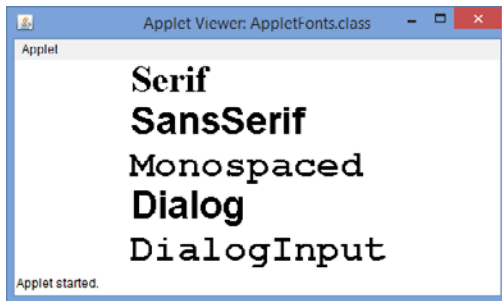 Applet Viewer: AppletFonts.class
Applet
Serif
SansSerif
Monospaced
Dialog
DialogInput
Applet started.